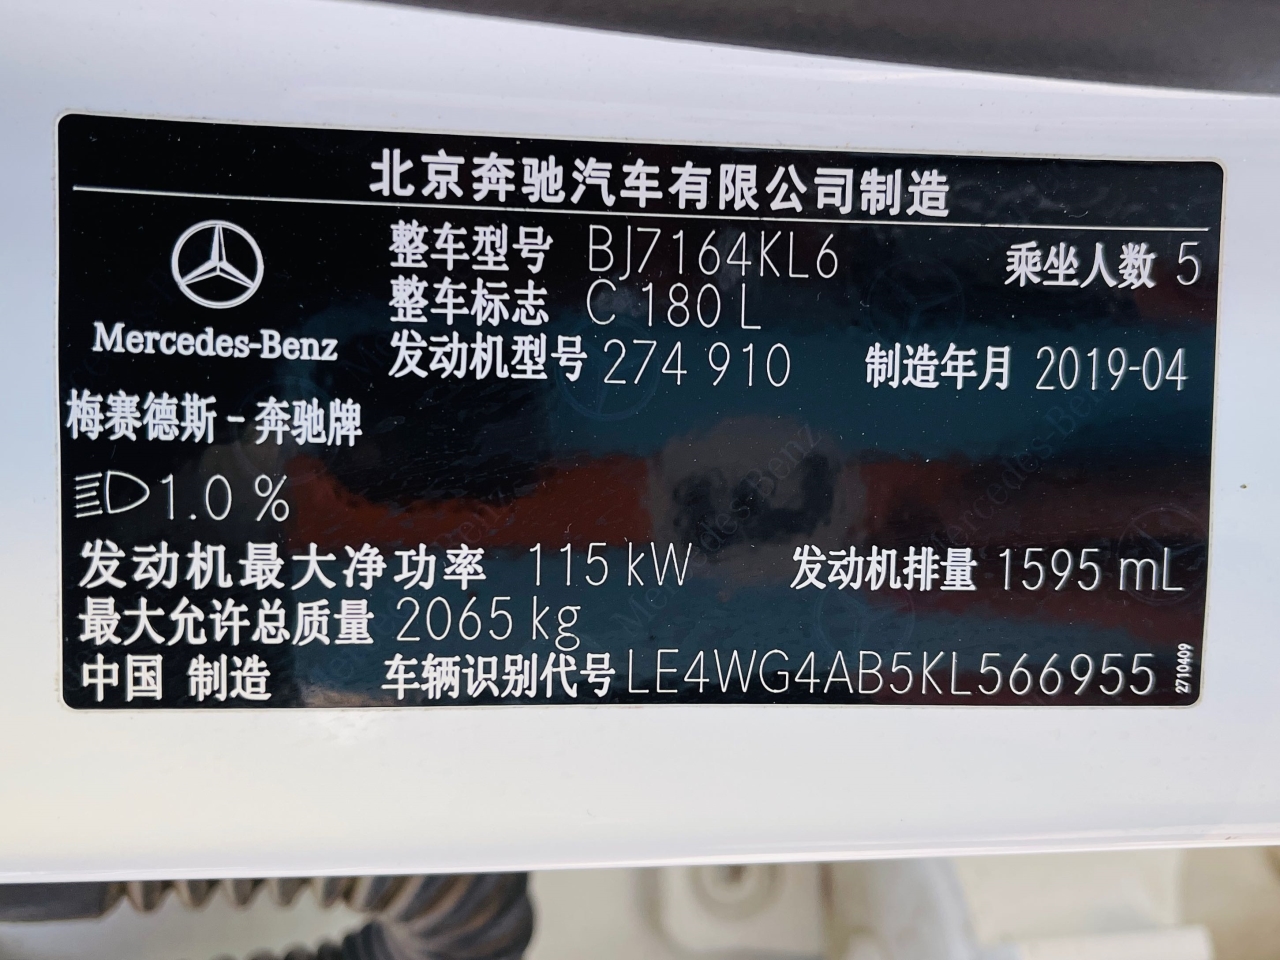 北京奔驰汽车有限公司制造
整车型号 BJ7164KL6 乘坐人数 5
整车标志 C 180 L
Mercedes-Benz
发动机型号 274 910 制造年月 2019-04
梅赛德斯-奔驰牌
1.0 %
发动机最大净功率 115 kW 发动机排量 1595 mL
最大允许总质量 2065 kg
中国 制造 车辆识别代号 LE4WG4AB5KL566955
2710409
Mercedes-Benz
Mercedes-Benz